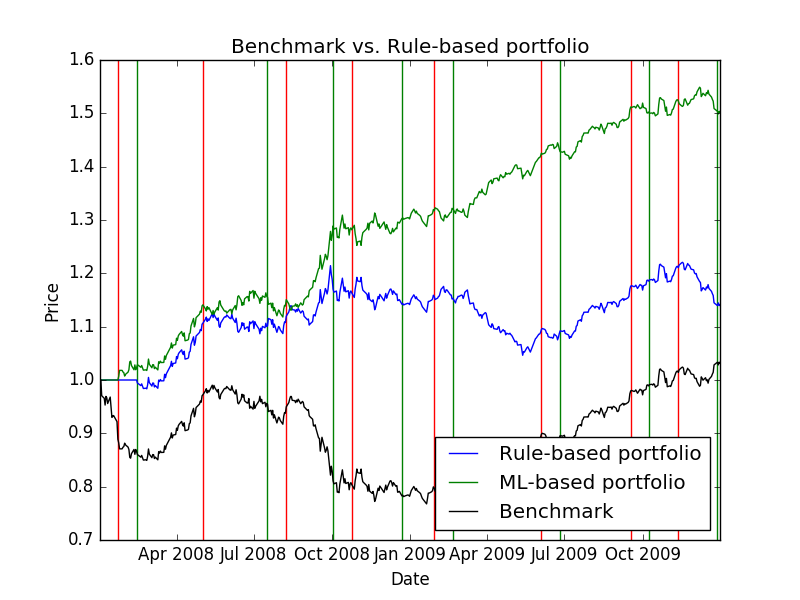 Benchmark vs. Rule-based portfolio
1.6
1.5
1.4
1.3
1.2
1.1
1.0
0.9
0.8
0.7
Price
Rule-based portfolio
ML-based portfolio
Benchmark
Apr 2008 Jul 2008 Oct 2008 Jan 2009 Apr 2009 Jul 2009 Oct 2009
Date